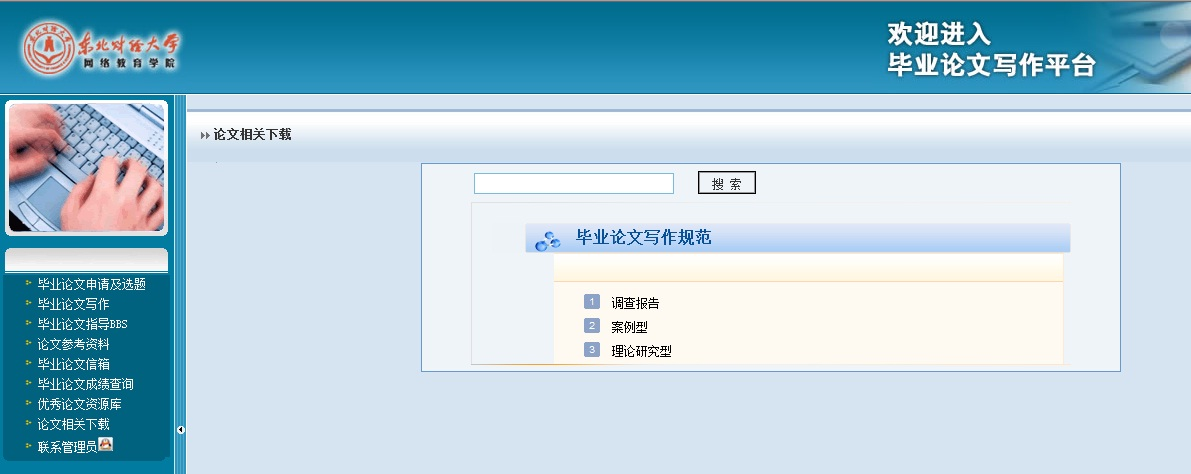 东北财经大学
网络教育学院
欢迎进入
毕业论文写作平台
毕业论文申请及选题
毕业论文写作
毕业论文指导BBS
论文参考资料
毕业论文信箱
毕业论文成绩查询
优秀论文资源库
论文相关下载
联系管理员
论文相关下载
搜 索
毕业论文写作规范
1 调查报告
2 案例型
3 理论研究型